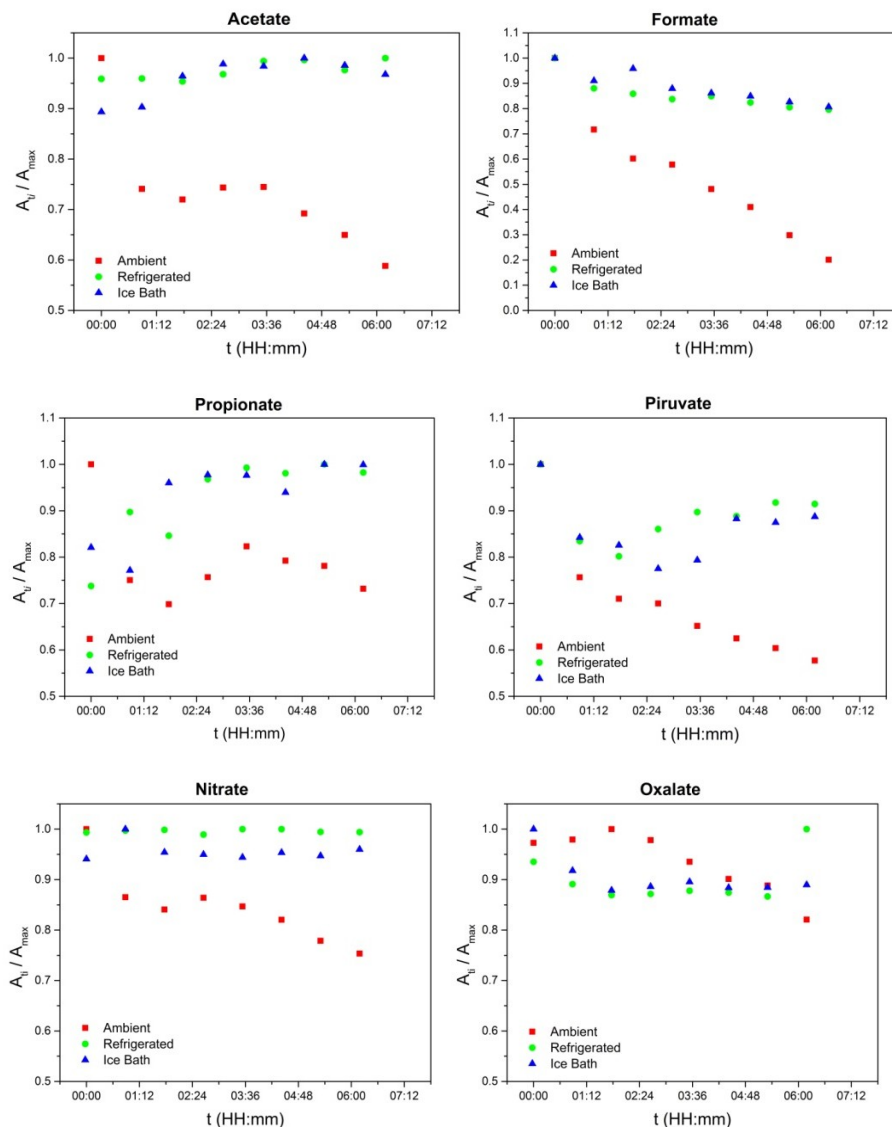 Acetate
A_ti / A_max
1.0
0.9
0.8
0.7
0.6
0.5
Ambient
Refrigerated
Ice Bath
00:00 01:12 02:24 03:36 04:48 06:00 07:12
t (HH:mm)
Formate
A_ti / A_max
1.0
0.9
0.8
0.7
0.6
0.5
0.4
0.3
0.2
0.1
0.0
Ambient
Refrigerated
Ice Bath
00:00 01:12 02:24 03:36 04:48 06:00 07:12
t (HH:mm)
Propionate
A_ti / A_max
1.1
1.0
0.9
0.8
0.7
0.6
0.5
Ambient
Refrigerated
Ice Bath
00:00 01:12 02:24 03:36 04:48 06:00 07:12
t (HH:mm)
Piruvate
A_ti / A_max
1.1
1.0
0.9
0.8
0.7
0.6
0.5
Ambient
Refrigerated
Ice Bath
00:00 01:12 02:24 03:36 04:48 06:00 07:12
t (HH:mm)
Nitrate
A_ti / A_max
1.0
0.9
0.8
0.7
0.6
0.5
Ambient
Refrigerated
Ice Bath
00:00 01:12 02:24 03:36 04:48 06:00 07:12
t (HH:mm)
Oxalate
A_ti / A_max
1.0
0.9
0.8
0.7
0.6
0.5
Ambient
Refrigerated
Ice Bath
00:00 01:12 02:24 03:36 04:48 06:00 07:12
t (HH:mm)